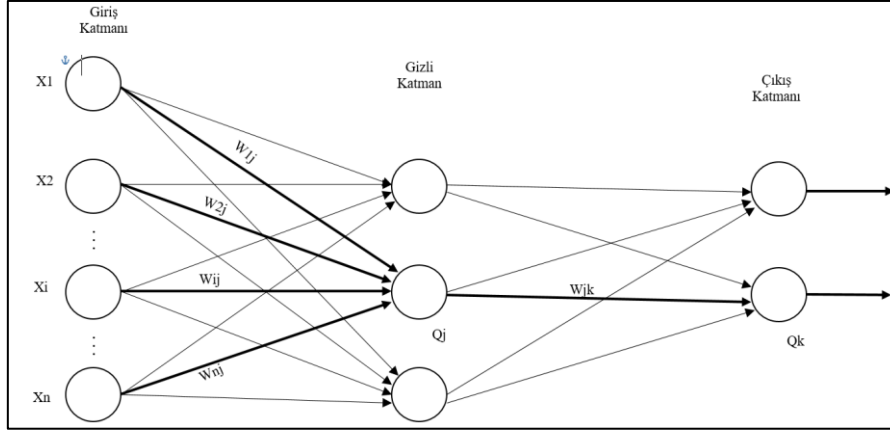 Giriş
Katmanı
Gizli
Katman
Çıkış
Katmanı
X1
W1j
X2
W2j
Xi
Wij
Wjk
Qj
Qk
Wnj
Xn